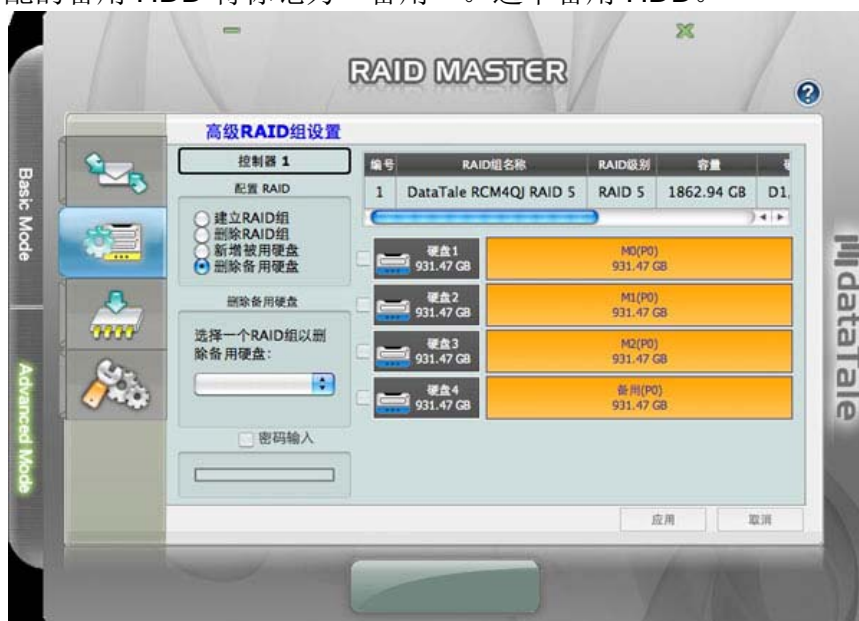 配的备用 HDD 将标记为“备用”。这个备用 HDD。
RAID MASTER
?
高级RAID组设置
Basic Mode
Advanced Mode
控制器 1
配置 RAID
建立RAID组
删除RAID组
新增被用硬盘
删除备用硬盘
删除备用硬盘
选择一个RAID组以删
除备用硬盘:
密码输入
编号 RAID组名称 RAID级别 容量
1 DataTale RCM4QJ RAID 5 RAID 5 1862.94 GB D1,
硬盘1
931.47 GB
M0(P0)
931.47 GB
硬盘2
931.47 GB
M1(P0)
931.47 GB
硬盘3
931.47 GB
M2(P0)
931.47 GB
硬盘4
931.47 GB
备用(P0)
931.47 GB
应用 取消
dataTale